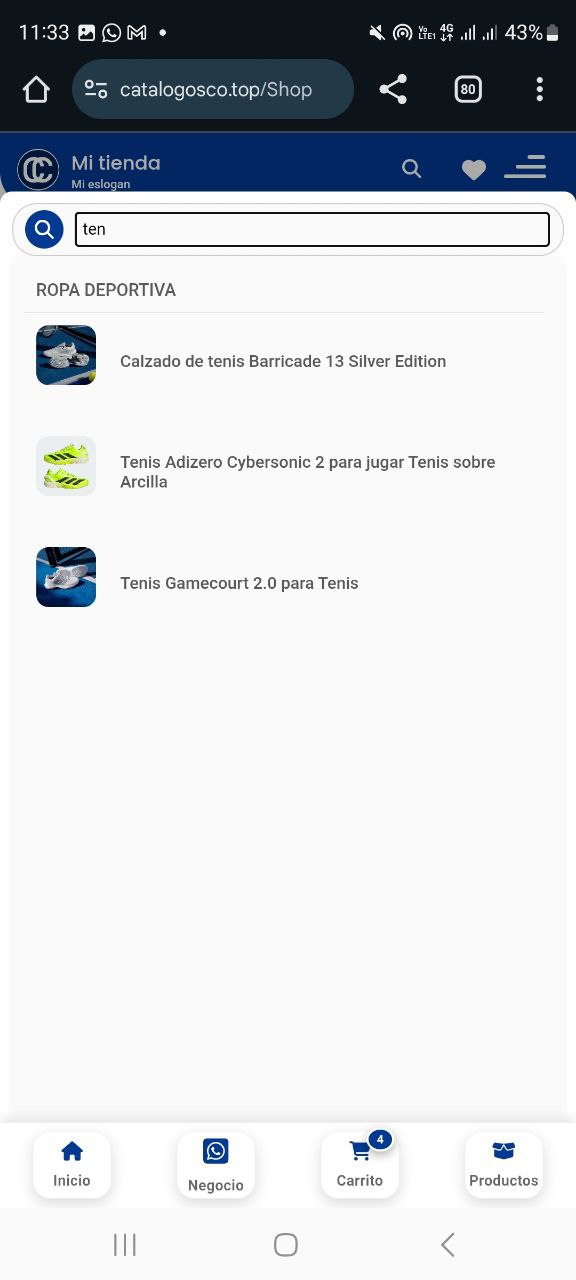 11:33
Vo LTE1 4G 43%
catalogosco.top/Shop
80
CC
Mi tienda
Mi eslogan
ten
ROPA DEPORTIVA
Calzado de tenis Barricade 13 Silver Edition
Tenis Adizero Cybersonic 2 para jugar Tenis sobre
Arcilla
Tenis Gamecourt 2.0 para Tenis
4
Inicio
Negocio
Carrito
Productos